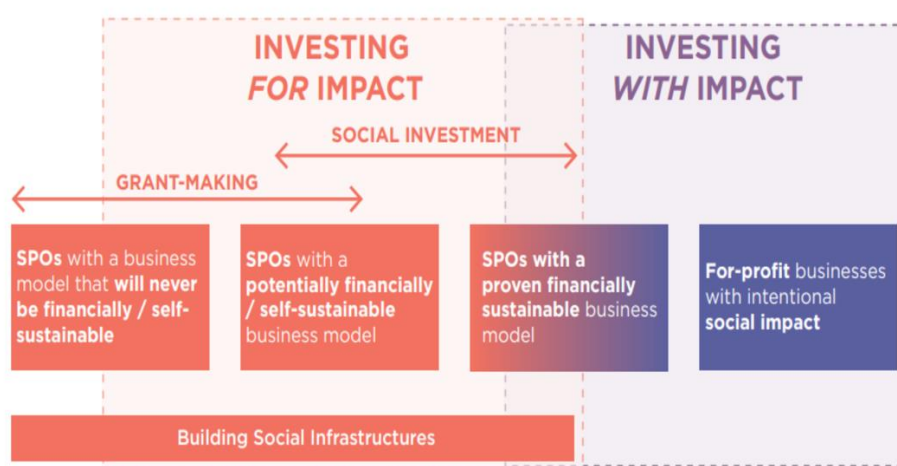 INVESTING
FOR IMPACT
INVESTING
WITH IMPACT
SOCIAL INVESTMENT
GRANT-MAKING
SPOs with a business
model that will never
be financially / self-
sustainable
SPOs with a
potentially financially
/ self-sustainable
business model
SPOs with a
proven financially
sustainable business
model
For-profit businesses
with intentional
social impact
Building Social Infrastructures